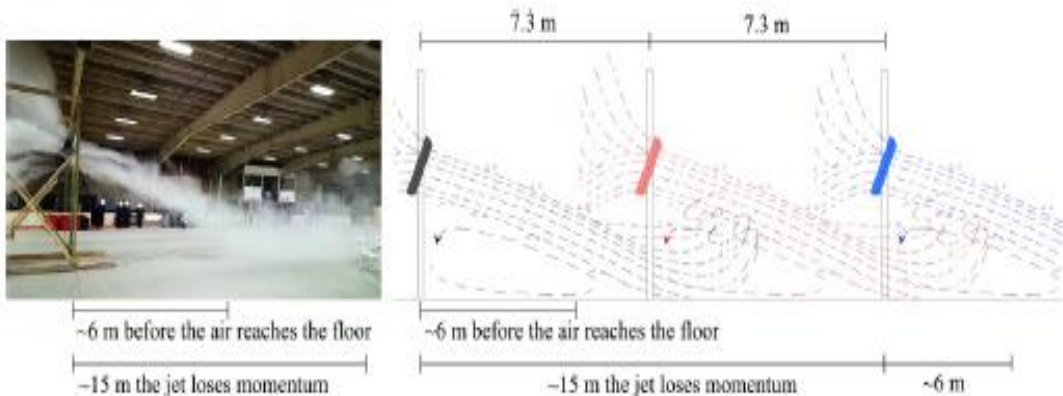 7.3 m
7.3 m
~6 m before the air reaches the floor
~6 m before the air reaches the floor
~15 m the jet loses momentum
~15 m the jet loses momentum
~6 m